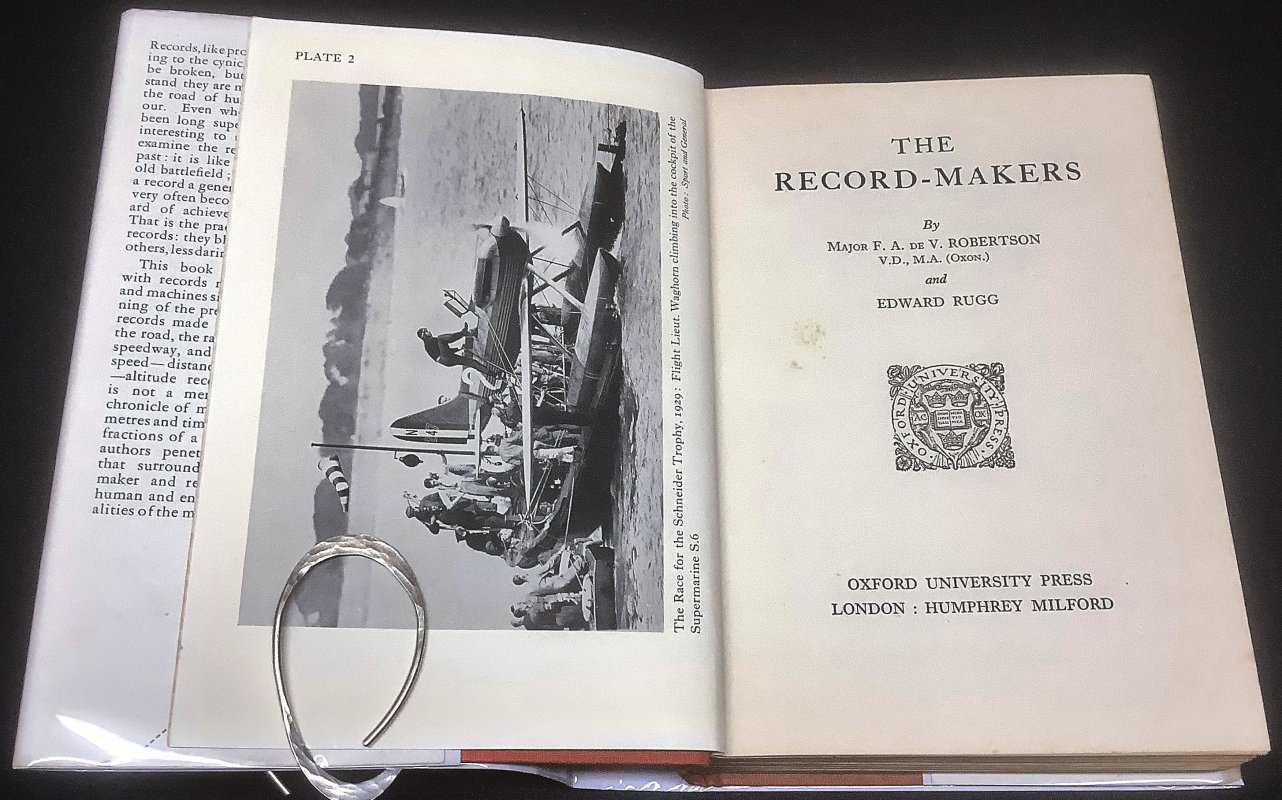 Records, like pro
ing to the cynic,
be broken, but
stand they are m
the road of hu
our. Even wh
been long supe
interesting to
examine the re
past: it is like
old battlefield;
a record a gener
very often beco
ard of achieve
That is the prac
records: they bl
others, less darin
This book
with records m
and machines si
ning of the pre
records made
the road, the ra
speedway, and
speed—distanc
—altitude reco
is not a mer
chronicle of m
metres and tim
fractions of a
authors penet
that surround
maker and re
human and en
alities of the m
PLATE 2
The Race for the Schneider Trophy, 1929: Flight Lieut. Waghorn climbing into the cockpit of the
Supermarine S.6
Photo: Sport and General
THE
RECORD-MAKERS
By
MAJOR F. A. DE V. ROBERTSON
V.D., M.A. (OXON.)
and
EDWARD RUGG
OXFORD UNIVERSITY PRESS
AC OX
OXFORD UNIVERSITY PRESS
LONDON : HUMPHREY MILFORD